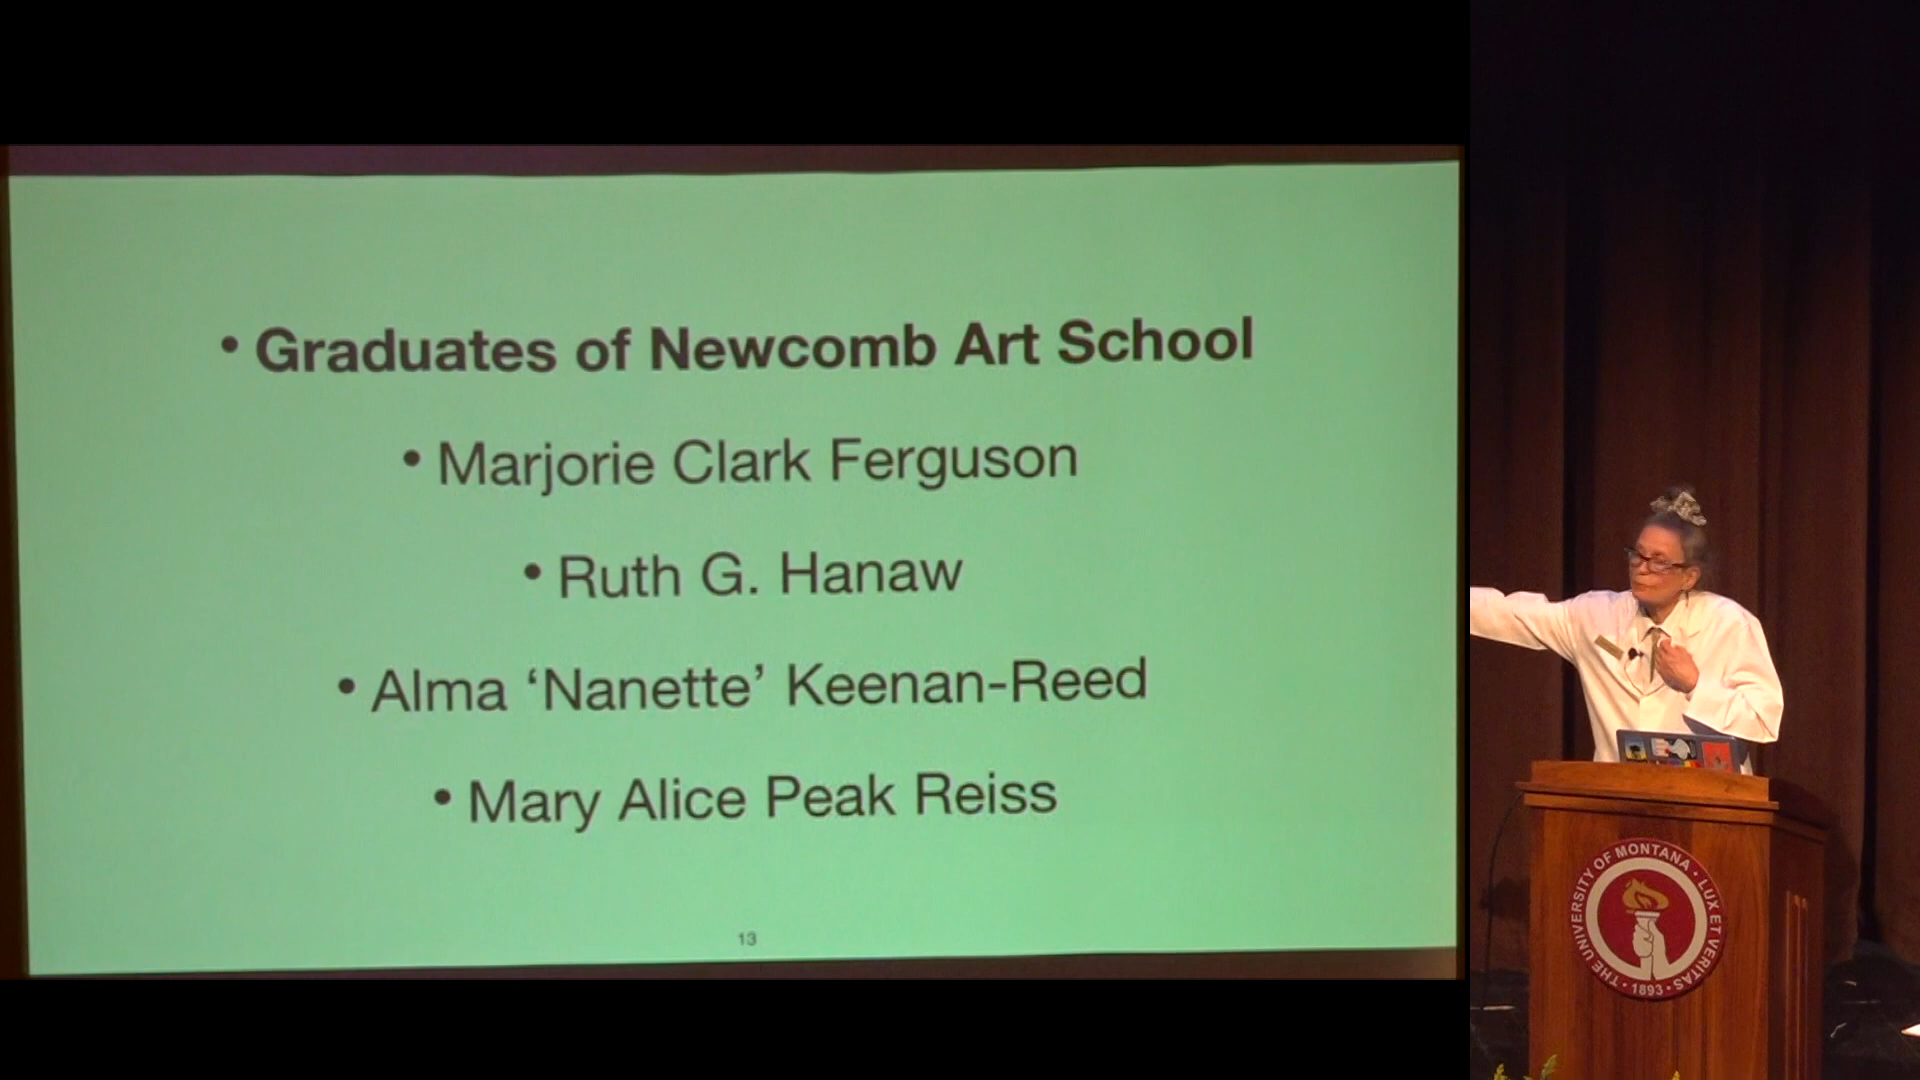 • Graduates of Newcomb Art School
• Marjorie Clark Ferguson
• Ruth G. Hanaw
• Alma ‘Nanette’ Keenan-Reed
• Mary Alice Peak Reiss
13
THE UNIVERSITY OF MONTANA • LUX ET VERITAS •
• 1893 •